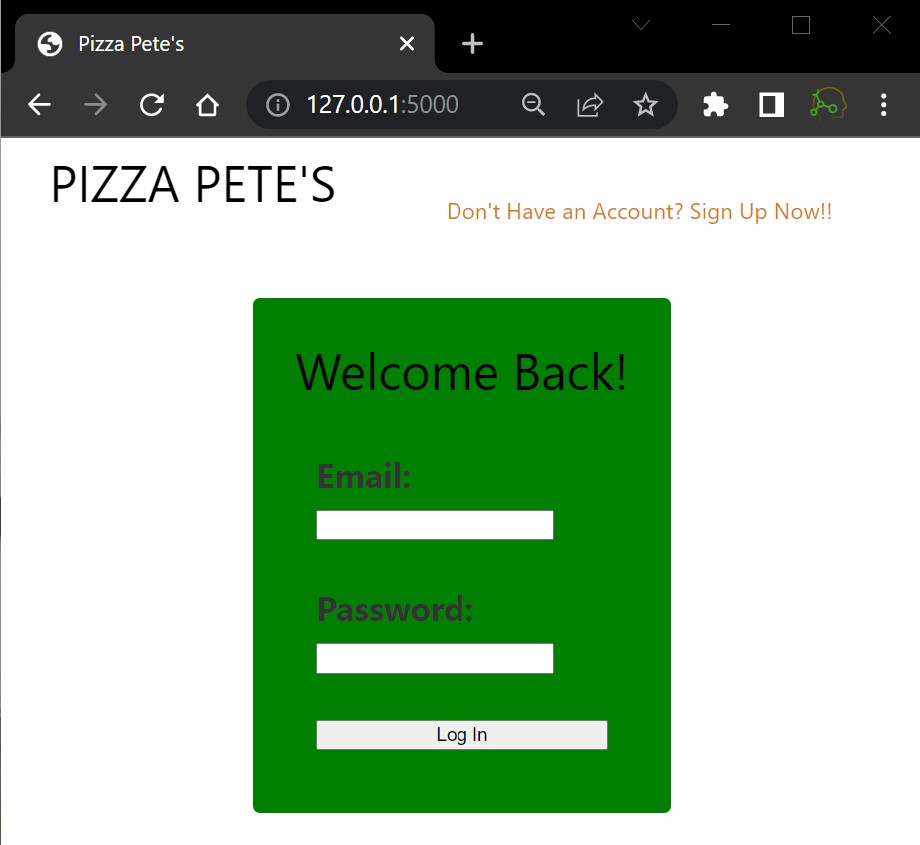 Pizza Pete's
127.0.0.1:5000
PIZZA PETE'S
Don't Have an Account? Sign Up Now!!
Welcome Back!
Email:
Password:
Log In